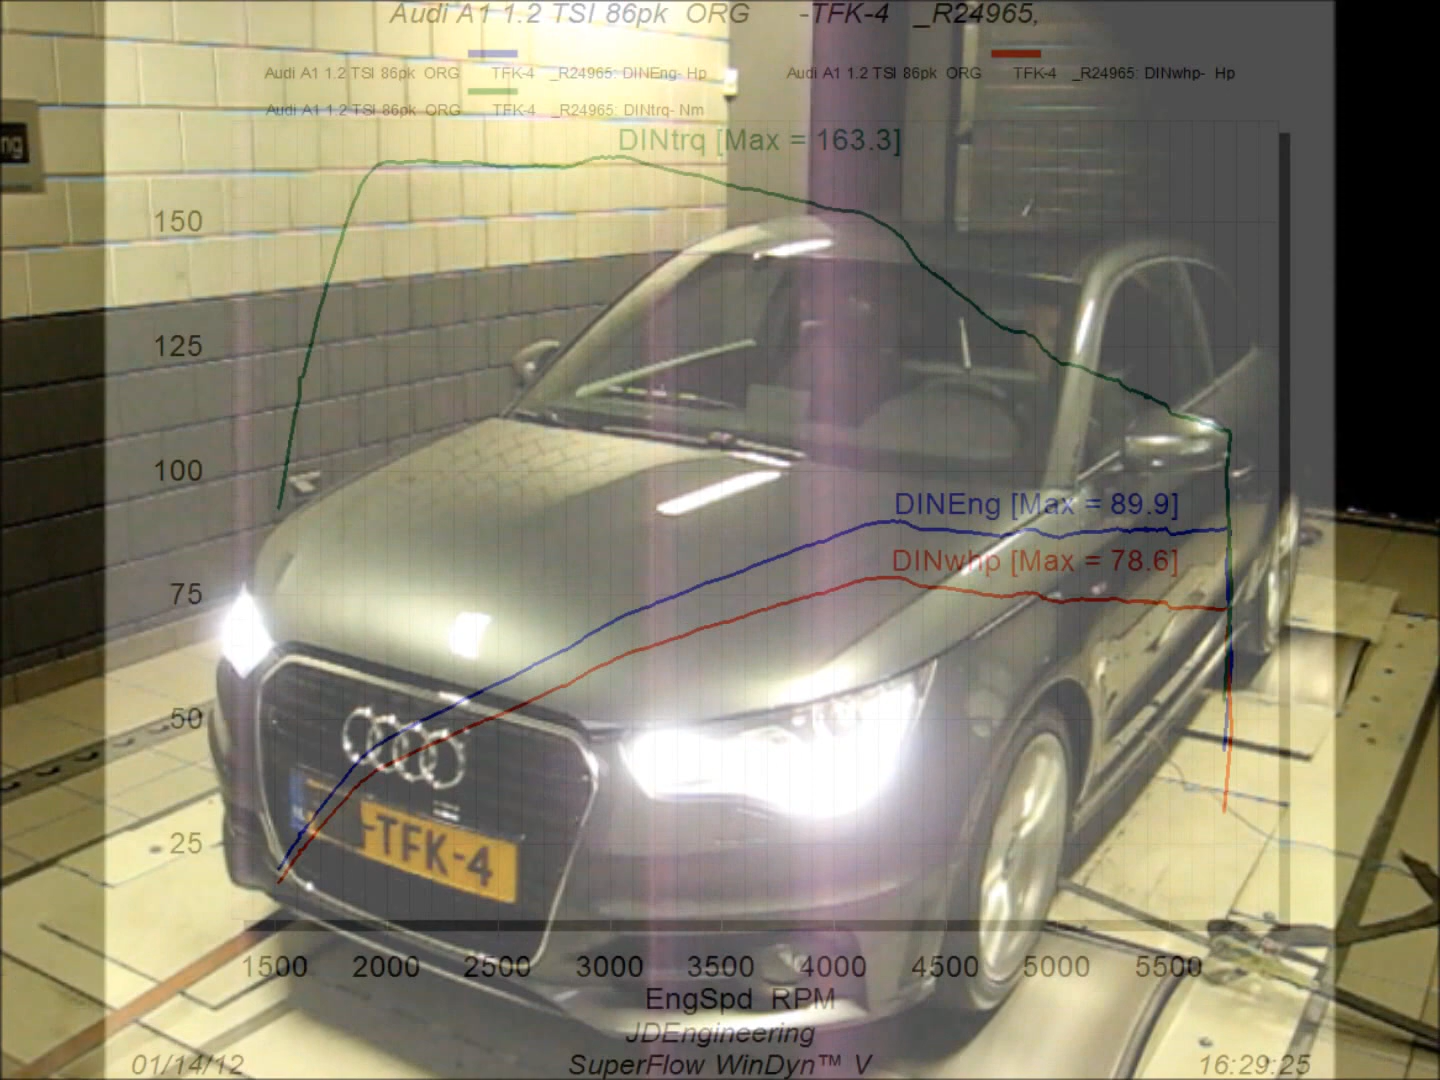 Audi A1 1.2 TSI 86pk ORG -TFK-4 _R24965,
Audi A1 1.2 TSI 86pk ORG TFK-4 _R24965: DINEng- Hp
Audi A1 1.2 TSI 86pk ORG TFK-4 _R24965: DINwhp- Hp
Audi A1 1.2 TSI 86pk ORG TFK-4 _R24965: DINtrq- Nm
ng
DINtrq [Max = 163.3]
150
125
100
DINEng [Max = 89.9]
DINwhp [Max = 78.6]
75
50
-TFK-4
25
1500 2000 2500 3000 3500 4000 4500 5000 5500
EngSpd RPM
JDEngineering
01/14/12 SuperFlow WinDyn™ V 16:29:25